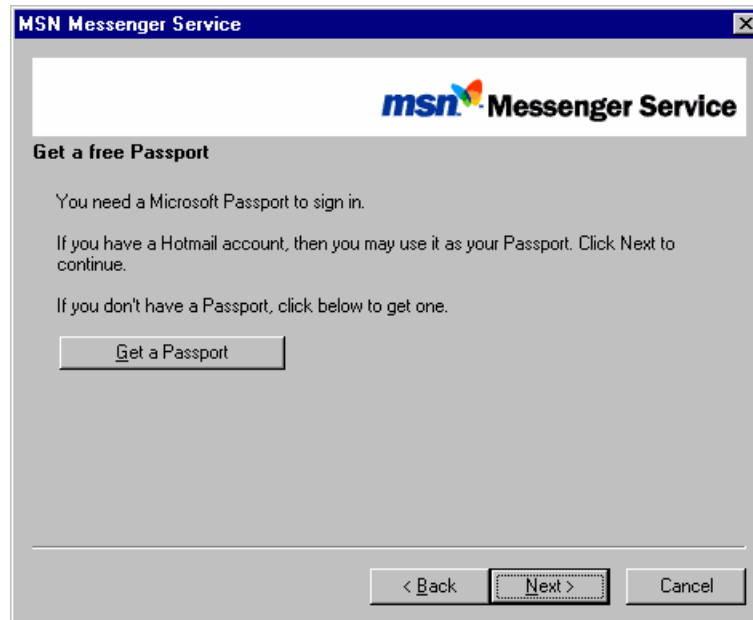 MSN Messenger Service
msn Messenger Service
Get a free Passport
You need a Microsoft Passport to sign in.
If you have a Hotmail account, then you may use it as your Passport. Click Next to
continue.
If you don't have a Passport, click below to get one.
Get a Passport
< Back Next > Cancel